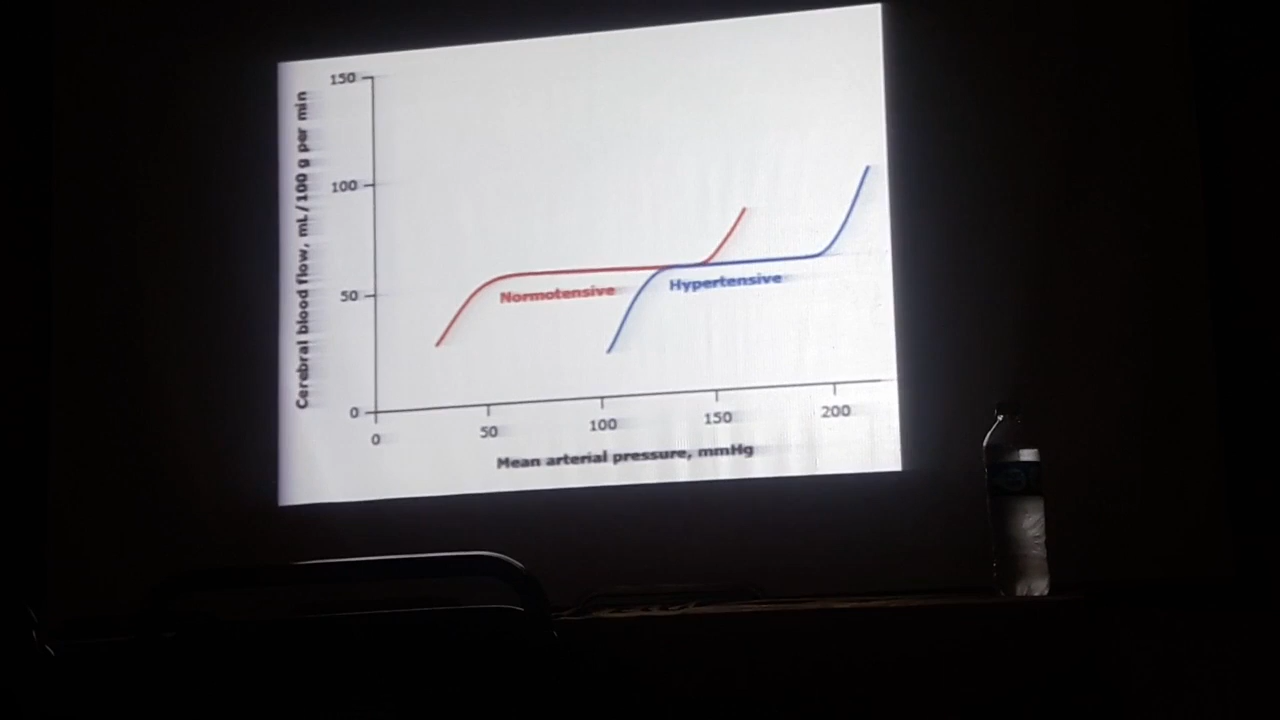 Cerebral blood flow, mL/100 g per min
150
100
50
0
Normotensive
Hypertensive
0
50
100
150
200
Mean arterial pressure, mmHg